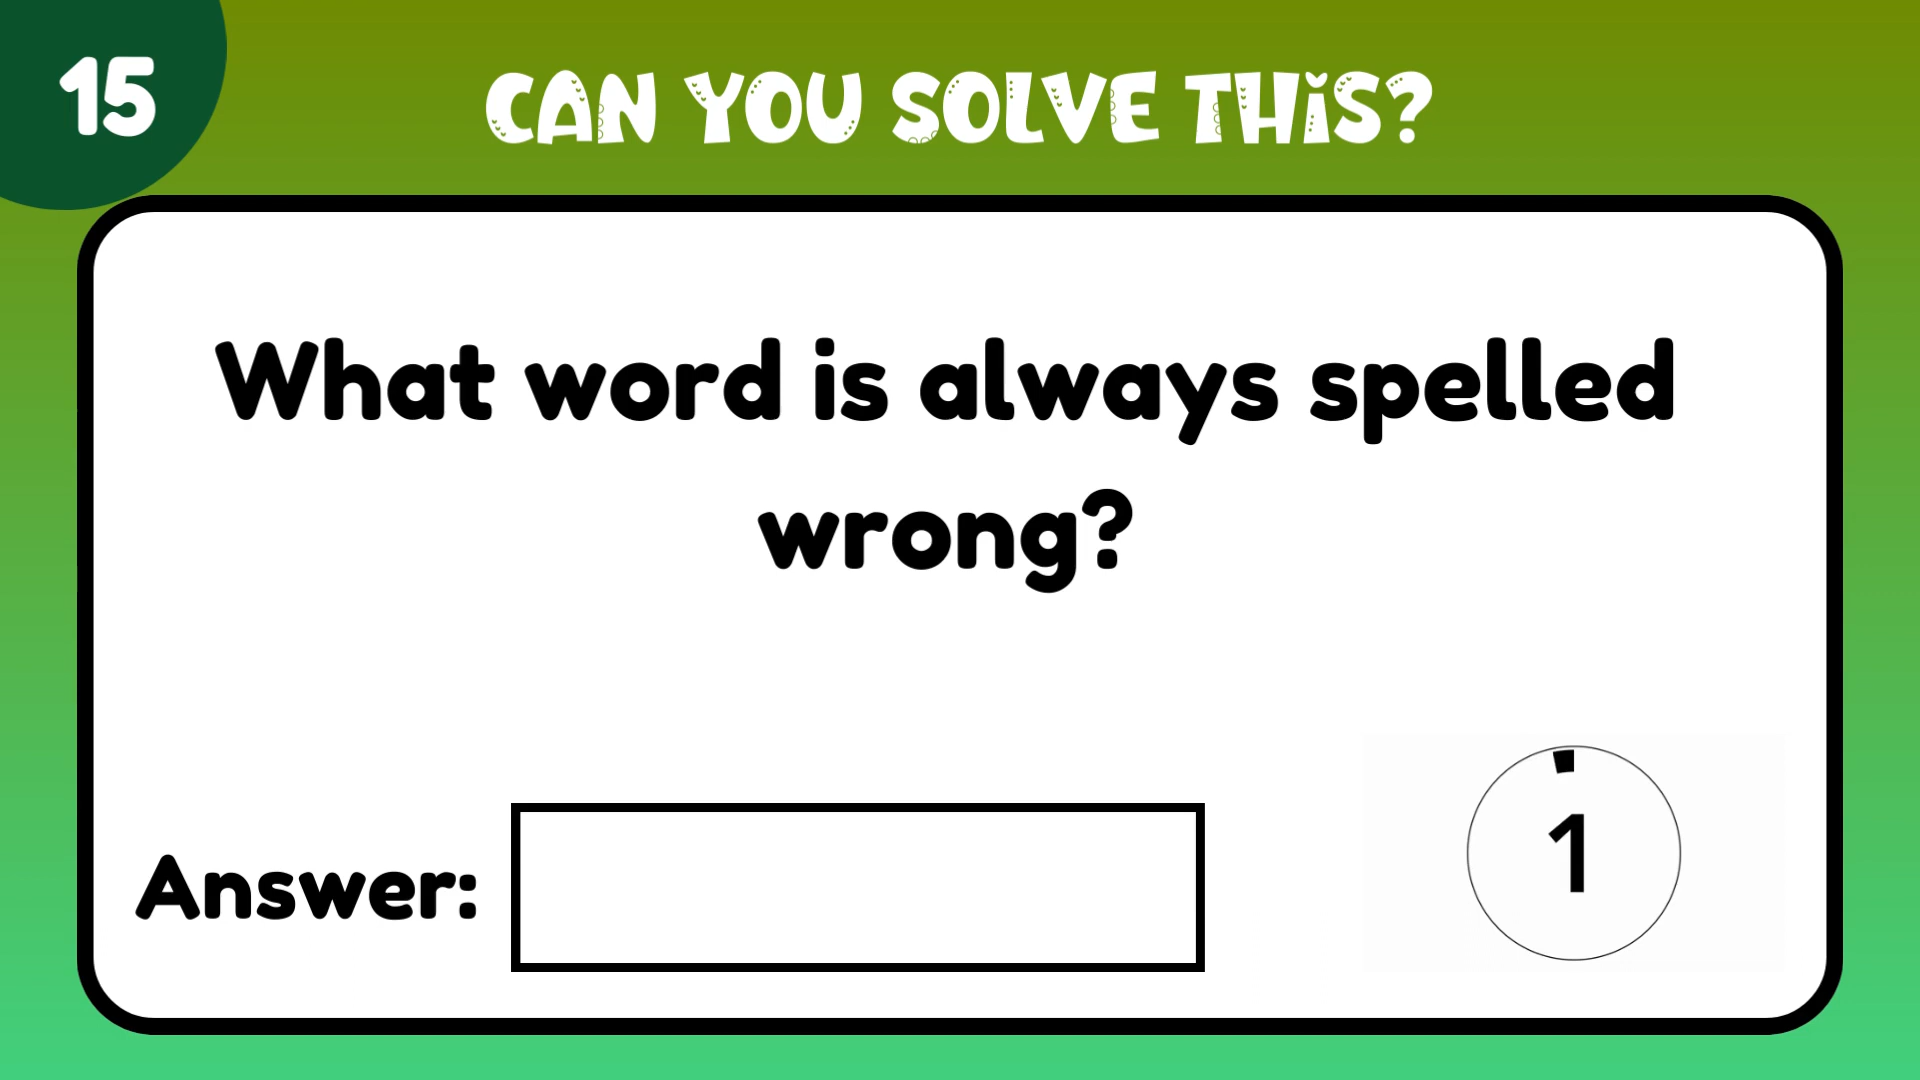 15
CAN YOU SOLVE THIS?
What word is always spelled
wrong?
Answer:
1